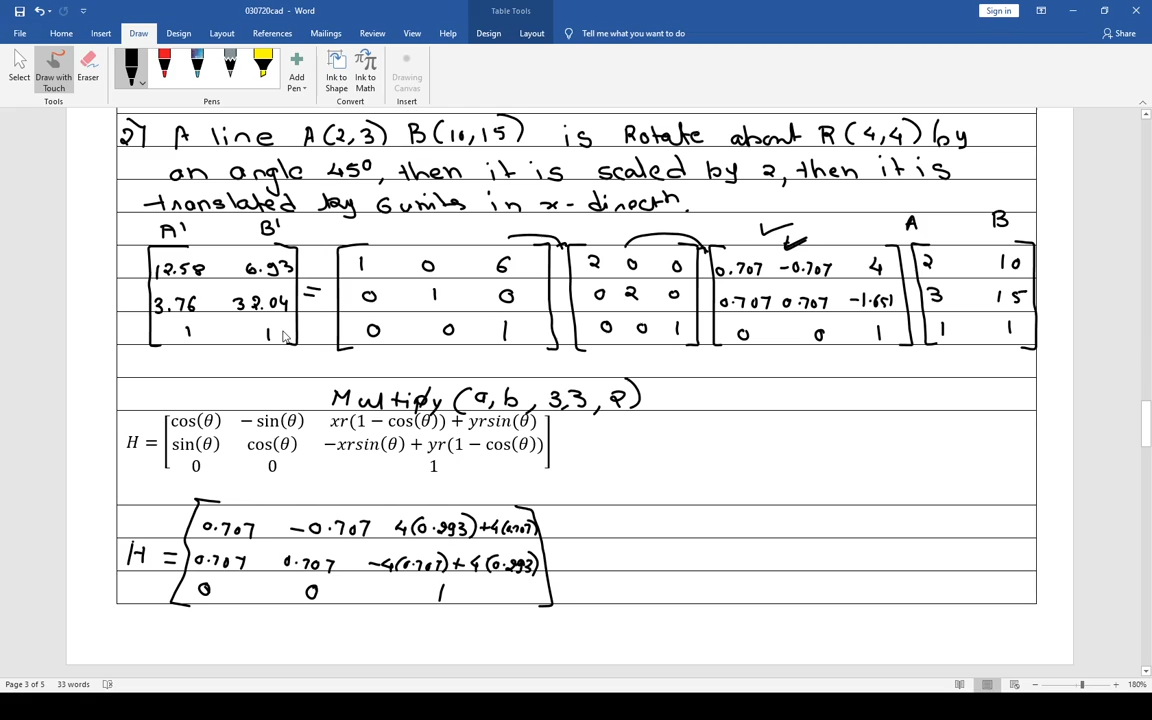 030720cad - Word
Table Tools
Sign in
File Home Insert Draw Design Layout References Mailings Review View Help Design Layout Tell me what you want to do Share
Select Draw with Touch Eraser Add Pen Ink to Shape Ink to Math Drawing Canvas
Tools Pens Convert Insert
27 A line A(2,3) B(10,15) is Rotate about R(4,4) by
an angle 45°, then it is scaled by 2, then it is
translated by 6 units in x-directn.
A' B' A B
12.58 6.93 = 1 0 6 2 0 0 0.707 -0.707 4 2 10
3.76 32.04 0 1 0 0 2 0 0.707 0.707 -1.651 3 15
1 1 0 0 1 0 0 1 0 0 1 1 1
Multipy (a, b, 3,3, 2)
cos(θ) −sin(θ) xr(1−cos(θ))+yrsin(θ)
H = sin(θ) cos(θ) −xrsin(θ)+yr(1−cos(θ))
0 0 1
0.707 -0.707 4(0.293)+4(0.707)
H = 0.707 0.707 -4(0.707)+4(0.293)
0 0 1
Page 3 of 5 33 words 180%